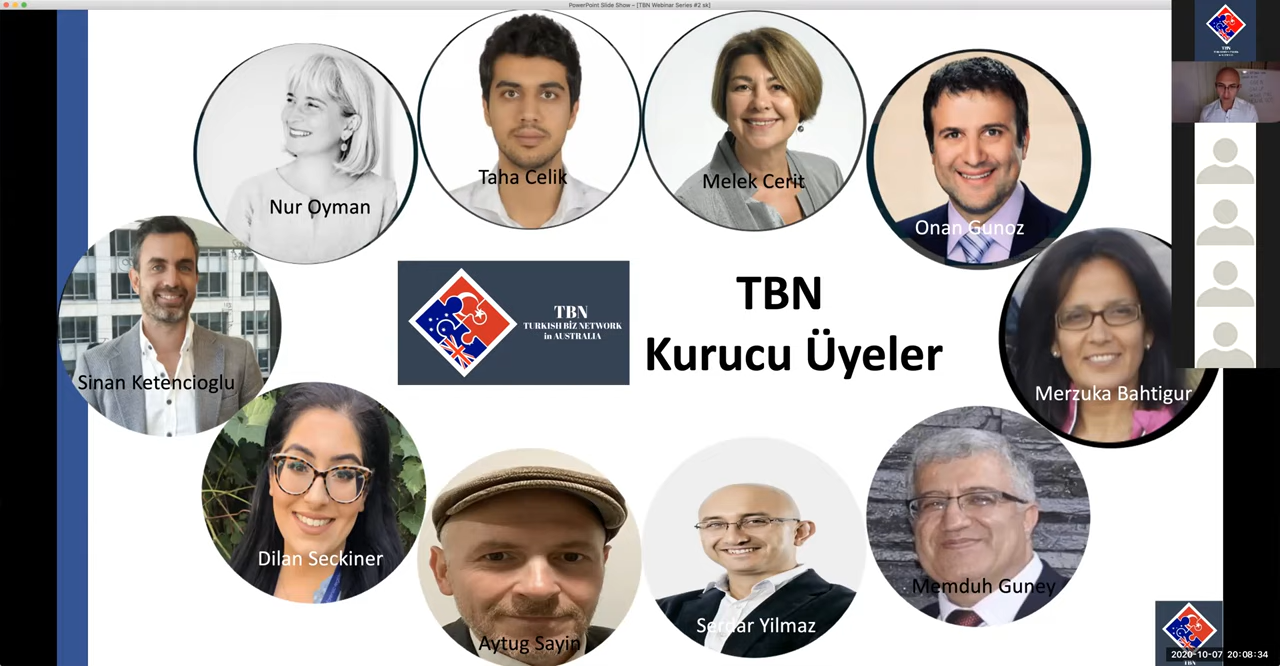 PowerPoint Slide Show - [TBN Webinar Series #2 sk]
Nur Oyman
Taha Celik
Melek Cerit
Onan Gunoz
Sinan Ketencioglu
TBN
TURKISH BİZ NETWORK
in AUSTRALIA
TBN
Kurucu Üyeler
Merzuka Bahtigur
Dilan Seckiner
Aytug Sayin
Serdar Yilmaz
Memduh Guney
TBN
2020-10-07 20:08:34